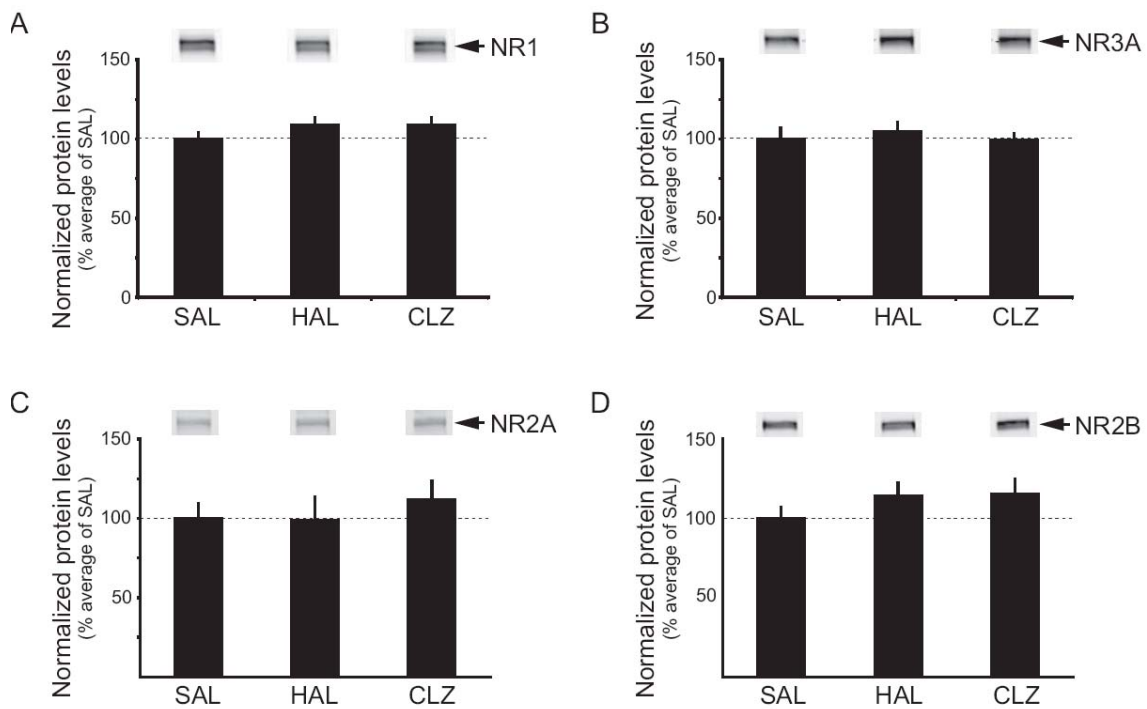 A
NR1
Normalized protein levels
(% average of SAL)
150
100
50
0
SAL HAL CLZ
B
NR3A
Normalized protein levels
(% average of SAL)
150
100
50
0
SAL HAL CLZ
C
NR2A
Normalized protein levels
(% average of SAL)
150
100
50
SAL HAL CLZ
D
NR2B
Normalized protein levels
(% average of SAL)
150
100
50
SAL HAL CLZ